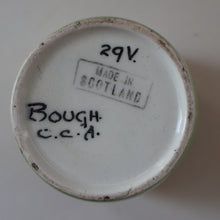 29V.
MADE IN
SCOTLAND
BOUGH.
C.C.A.